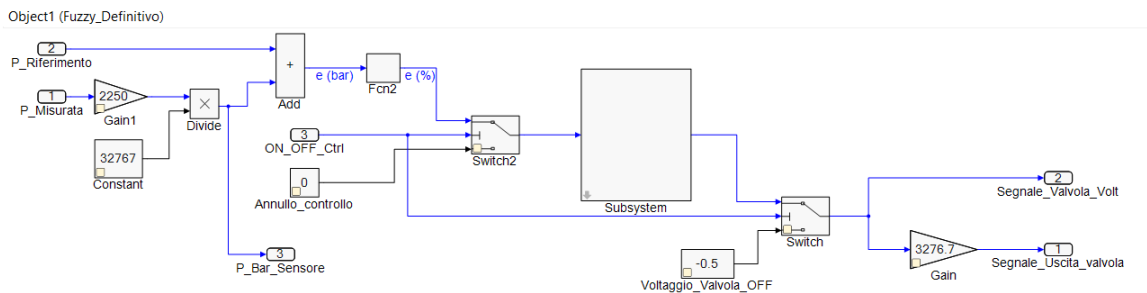 Object1 (Fuzzy_Definitivo)
2
P_Riferimento
1
P_Misurata
2250
Gain1
×
Divide
32767
Constant
+
Add
e (bar)
Fcn2
e (%)
3
ON_OFF_Ctrl
0
Annullo_controllo
Switch2
Subsystem
3
P_Bar_Sensore
-0.5
Voltaggio_Valvola_OFF
Switch
2
Segnale_Valvola_Volt
3276.7
Gain
1
Segnale_Uscita_valvola